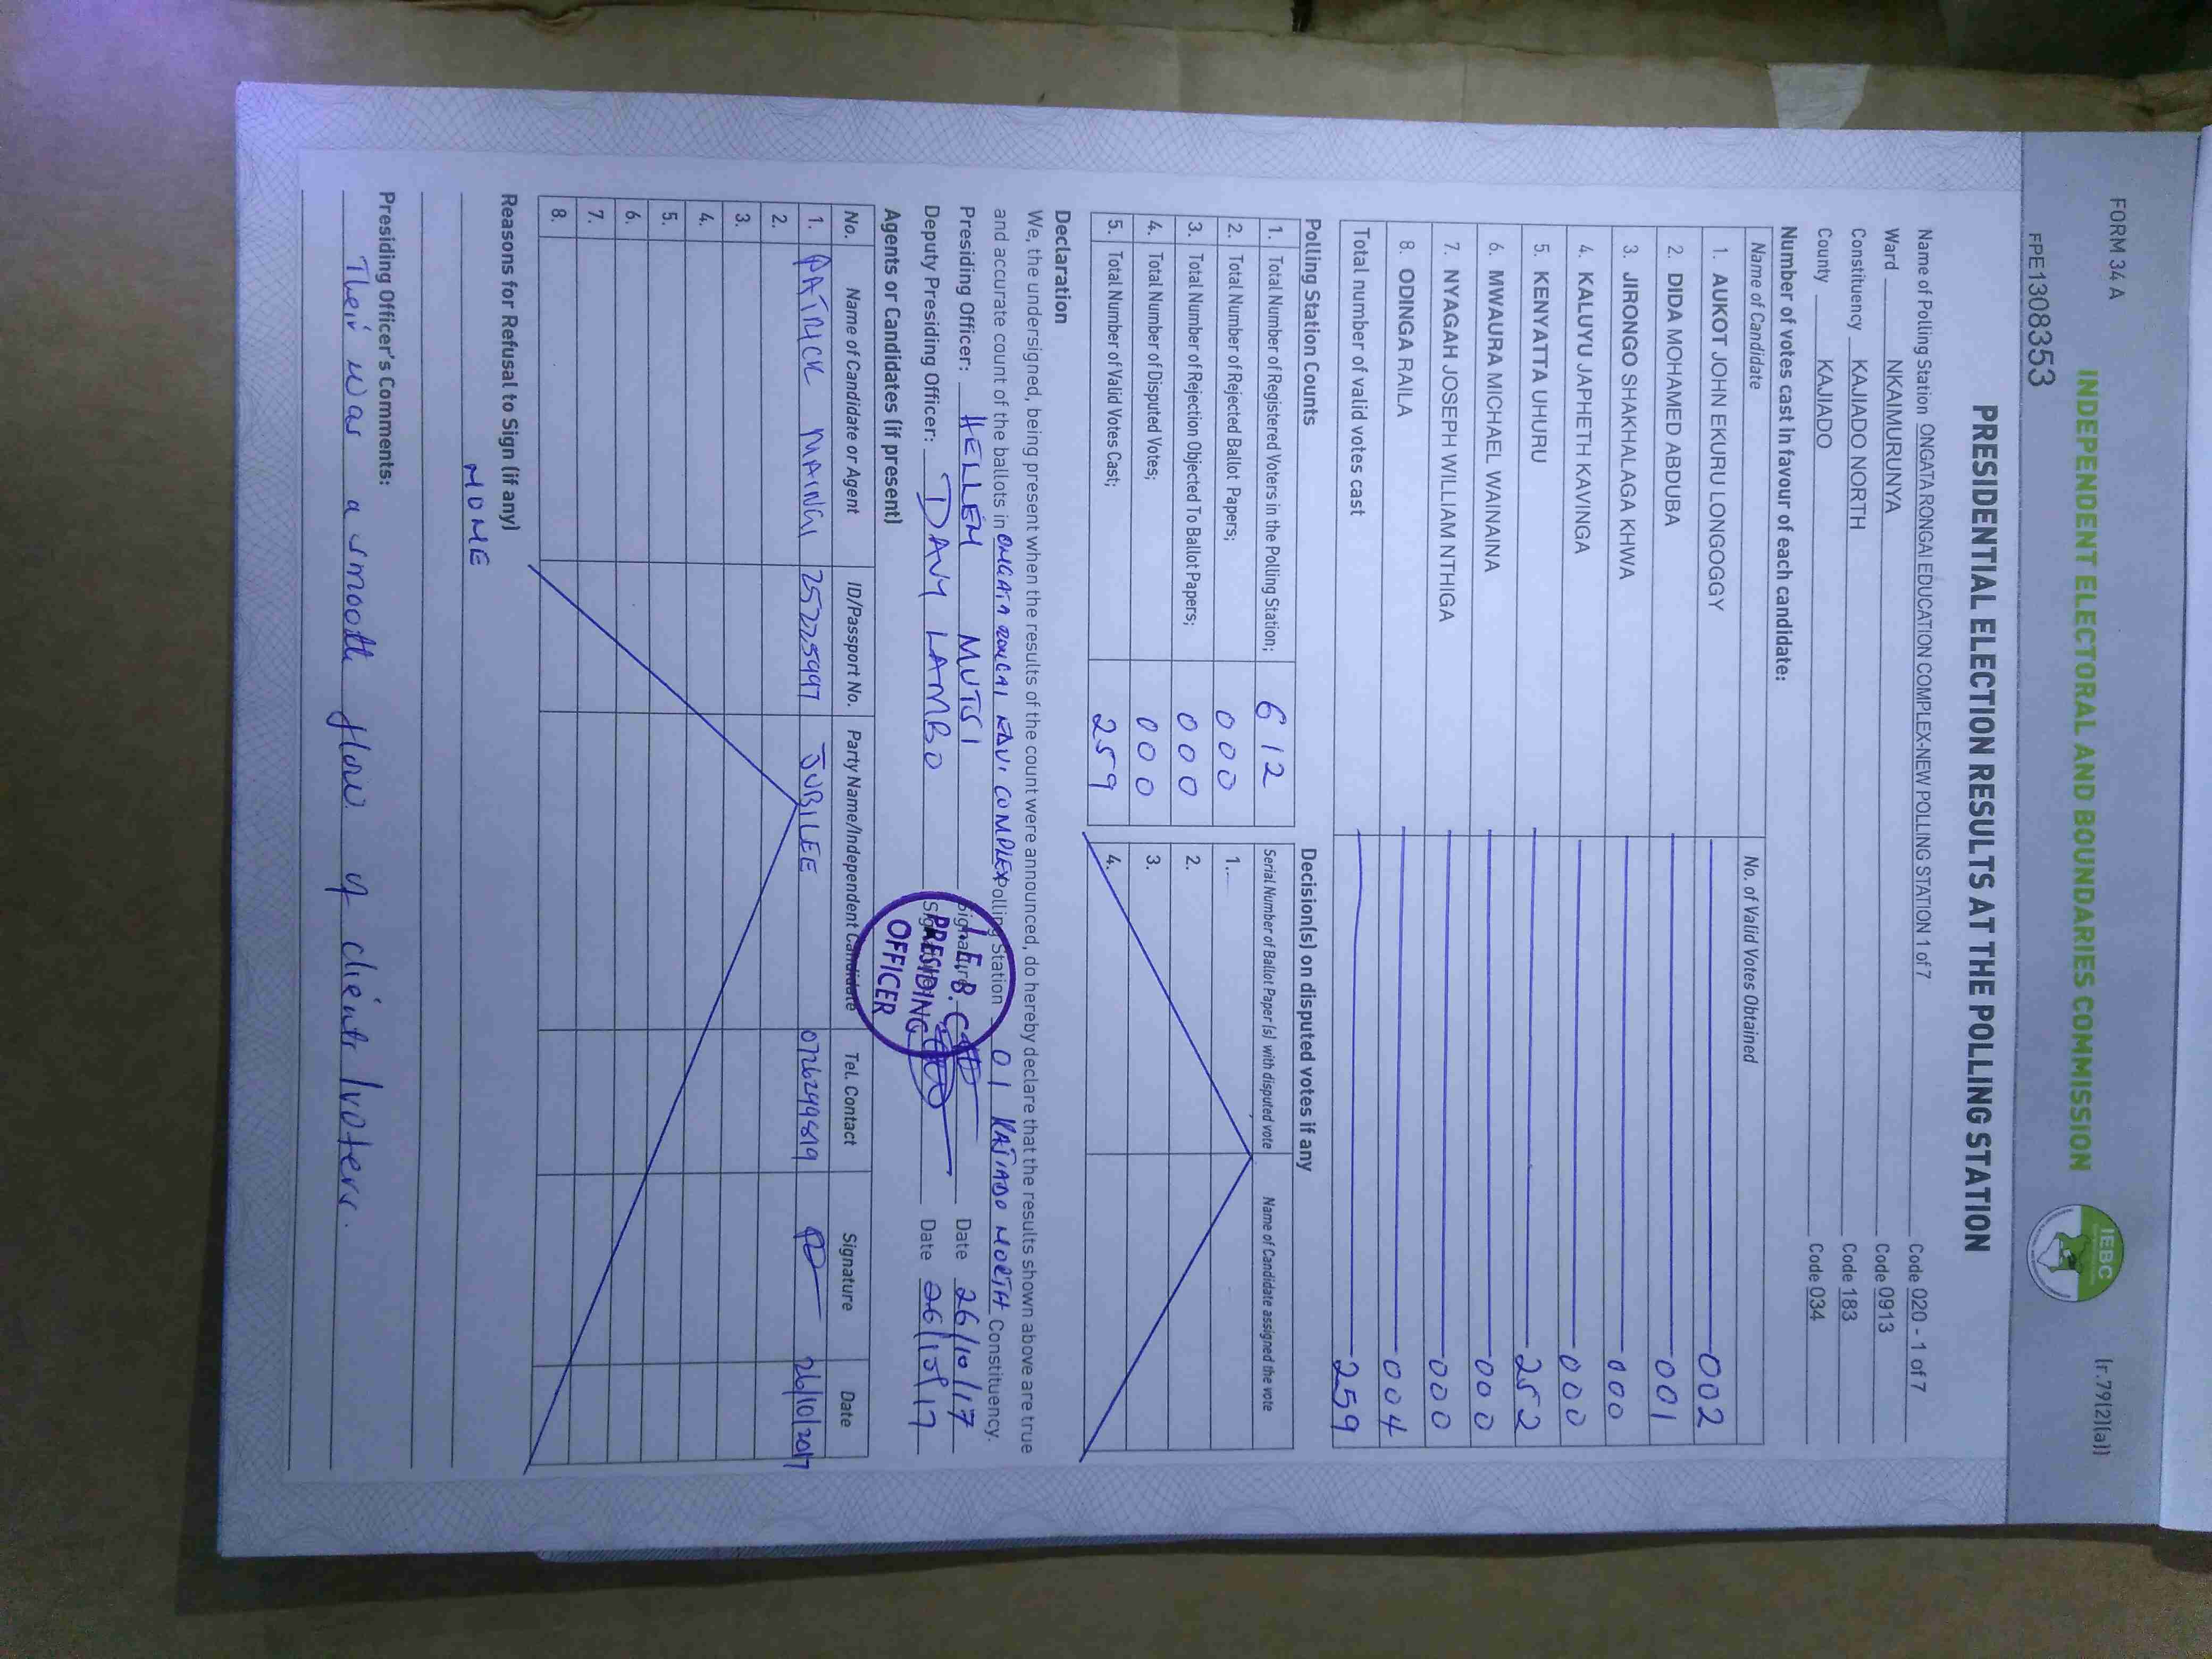 FORM 34 A
(r.79(2)(a))
INDEPENDENT ELECTORAL AND BOUNDARIES COMMISSION
IEBC
FPE1308353
PRESIDENTIAL ELECTION RESULTS AT THE POLLING STATION
Name of Polling Station ONGATA RONGAI EDUCATION COMPLEX-NEW POLLING STATION 1 of 7 Code 020 - 1 of 7
Ward NKAIMURUNYA Code 0913
Constituency KAJIADO NORTH Code 183
County KAJIADO Code 034
Number of votes cast in favour of each candidate:
Name of Candidate No. of Valid Votes Obtained
1. AUKOT JOHN EKURU LONGOGGY 002
2. DIDA MOHAMED ABDUBA 001
3. JIRONGO SHAKHALAGA KHWA 000
4. KALUYU JAPHETH KAVINGA 000
5. KENYATTA UHURU 252
6. MWAURA MICHAEL WAINAINA 000
7. NYAGAH JOSEPH WILLIAM NTHIGA 000
8. ODINGA RAILA 004
Total number of valid votes cast 259
Polling Station Counts
1. Total Number of Registered Voters in the Polling Station; 612
2. Total Number of Rejected Ballot Papers; 000
3. Total Number of Rejection Objected To Ballot Papers; 000
4. Total Number of Disputed Votes; 000
5. Total Number of Valid Votes Cast; 259
Decision(s) on disputed votes if any
Serial Number of Ballot Paper (s) with disputed vote Name of Candidate assigned the vote
1.
2.
3.
4.
Declaration
We, the undersigned, being present when the results of the count were announced, do hereby declare that the results shown above are true
and accurate count of the ballots in ONGATA RONGAI EDU. COMPLEX Polling Station 01 KAJIADO NORTH Constituency.
Presiding Officer: HELLEN MUTSI Signature Date 26/10/17
Deputy Presiding Officer: DAVY LAMBO Date 26/10/17
I.E.B.C
PRESIDING
OFFICER
Agents or Candidates (if present)
No. Name of Candidate or Agent ID/Passport No. Party Name/Independent Candidate Tel. Contact Signature Date
1. PATRICK MAINGI 25225997 JUBILEE 0726299819 26/10/2017
2.
3.
4.
5.
6.
7.
8.
Reasons for Refusal to Sign (if any)
NONE
Presiding Officer's Comments:
Their was a smooth flow of clients/voters.